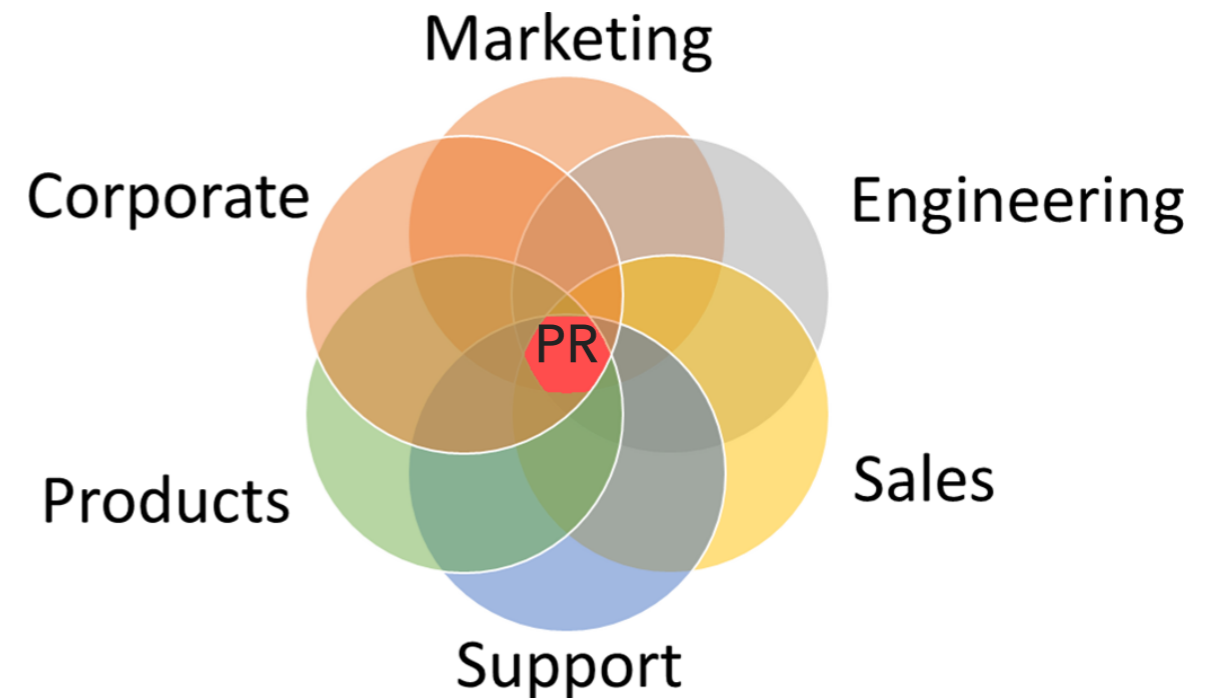 Marketing
Corporate
Engineering
PR
Products
Sales
Support